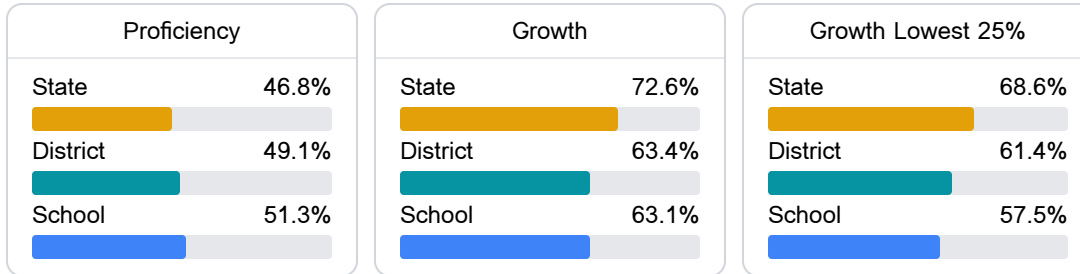 Proficiency
State 46.8%
District 49.1%
School 51.3%
Growth
State 72.6%
District 63.4%
School 63.1%
Growth Lowest 25%
State 68.6%
District 61.4%
School 57.5%